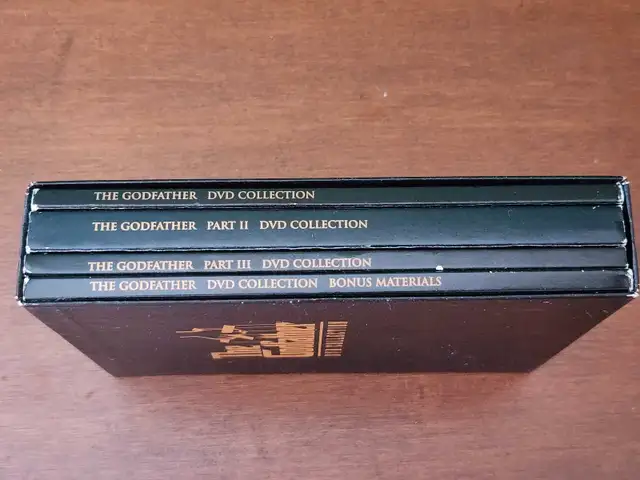 THE GODFATHER DVD COLLECTION
THE GODFATHER PART II DVD COLLECTION
THE GODFATHER PART III DVD COLLECTION
THE GODFATHER DVD COLLECTION BONUS MATERIALS